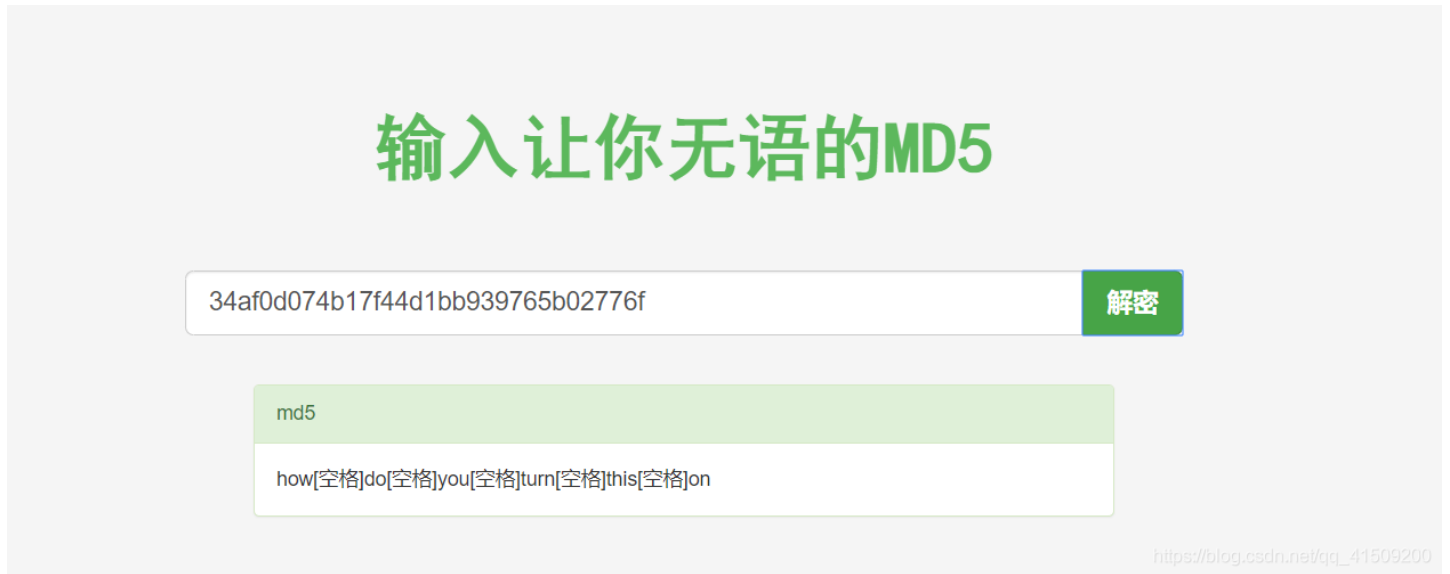 输入让你无语的MD5
34af0d074b17f44d1bb939765b02776f 解密
md5
how[空格]do[空格]you[空格]turn[空格]this[空格]on
https://blog.csdn.net/qq_41509200